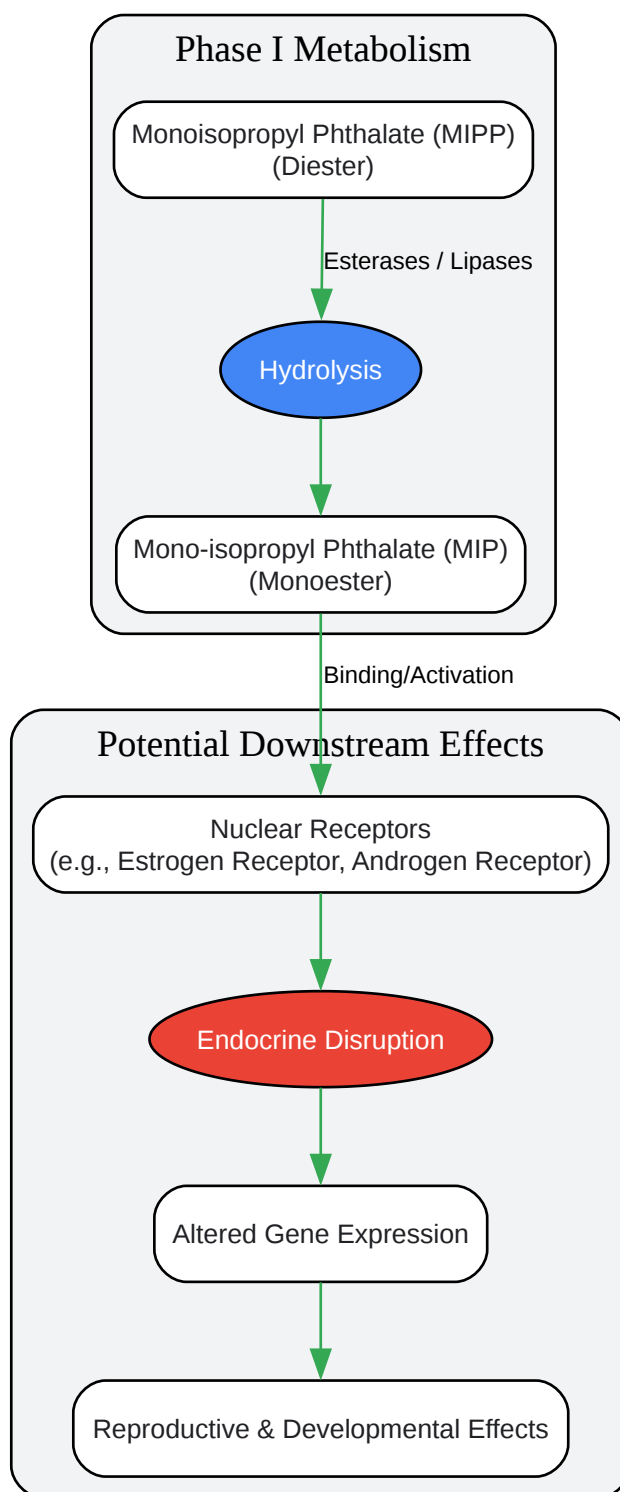 Phase I Metabolism
Monoisopropyl Phthalate (MIPP)
(Diester)
Esterases / Lipases
Hydrolysis
Mono-isopropyl Phthalate (MIP)
(Monoester)
Binding/Activation
Potential Downstream Effects
Nuclear Receptors
(e.g., Estrogen Receptor, Androgen Receptor)
Endocrine Disruption
Altered Gene Expression
Reproductive & Developmental Effects